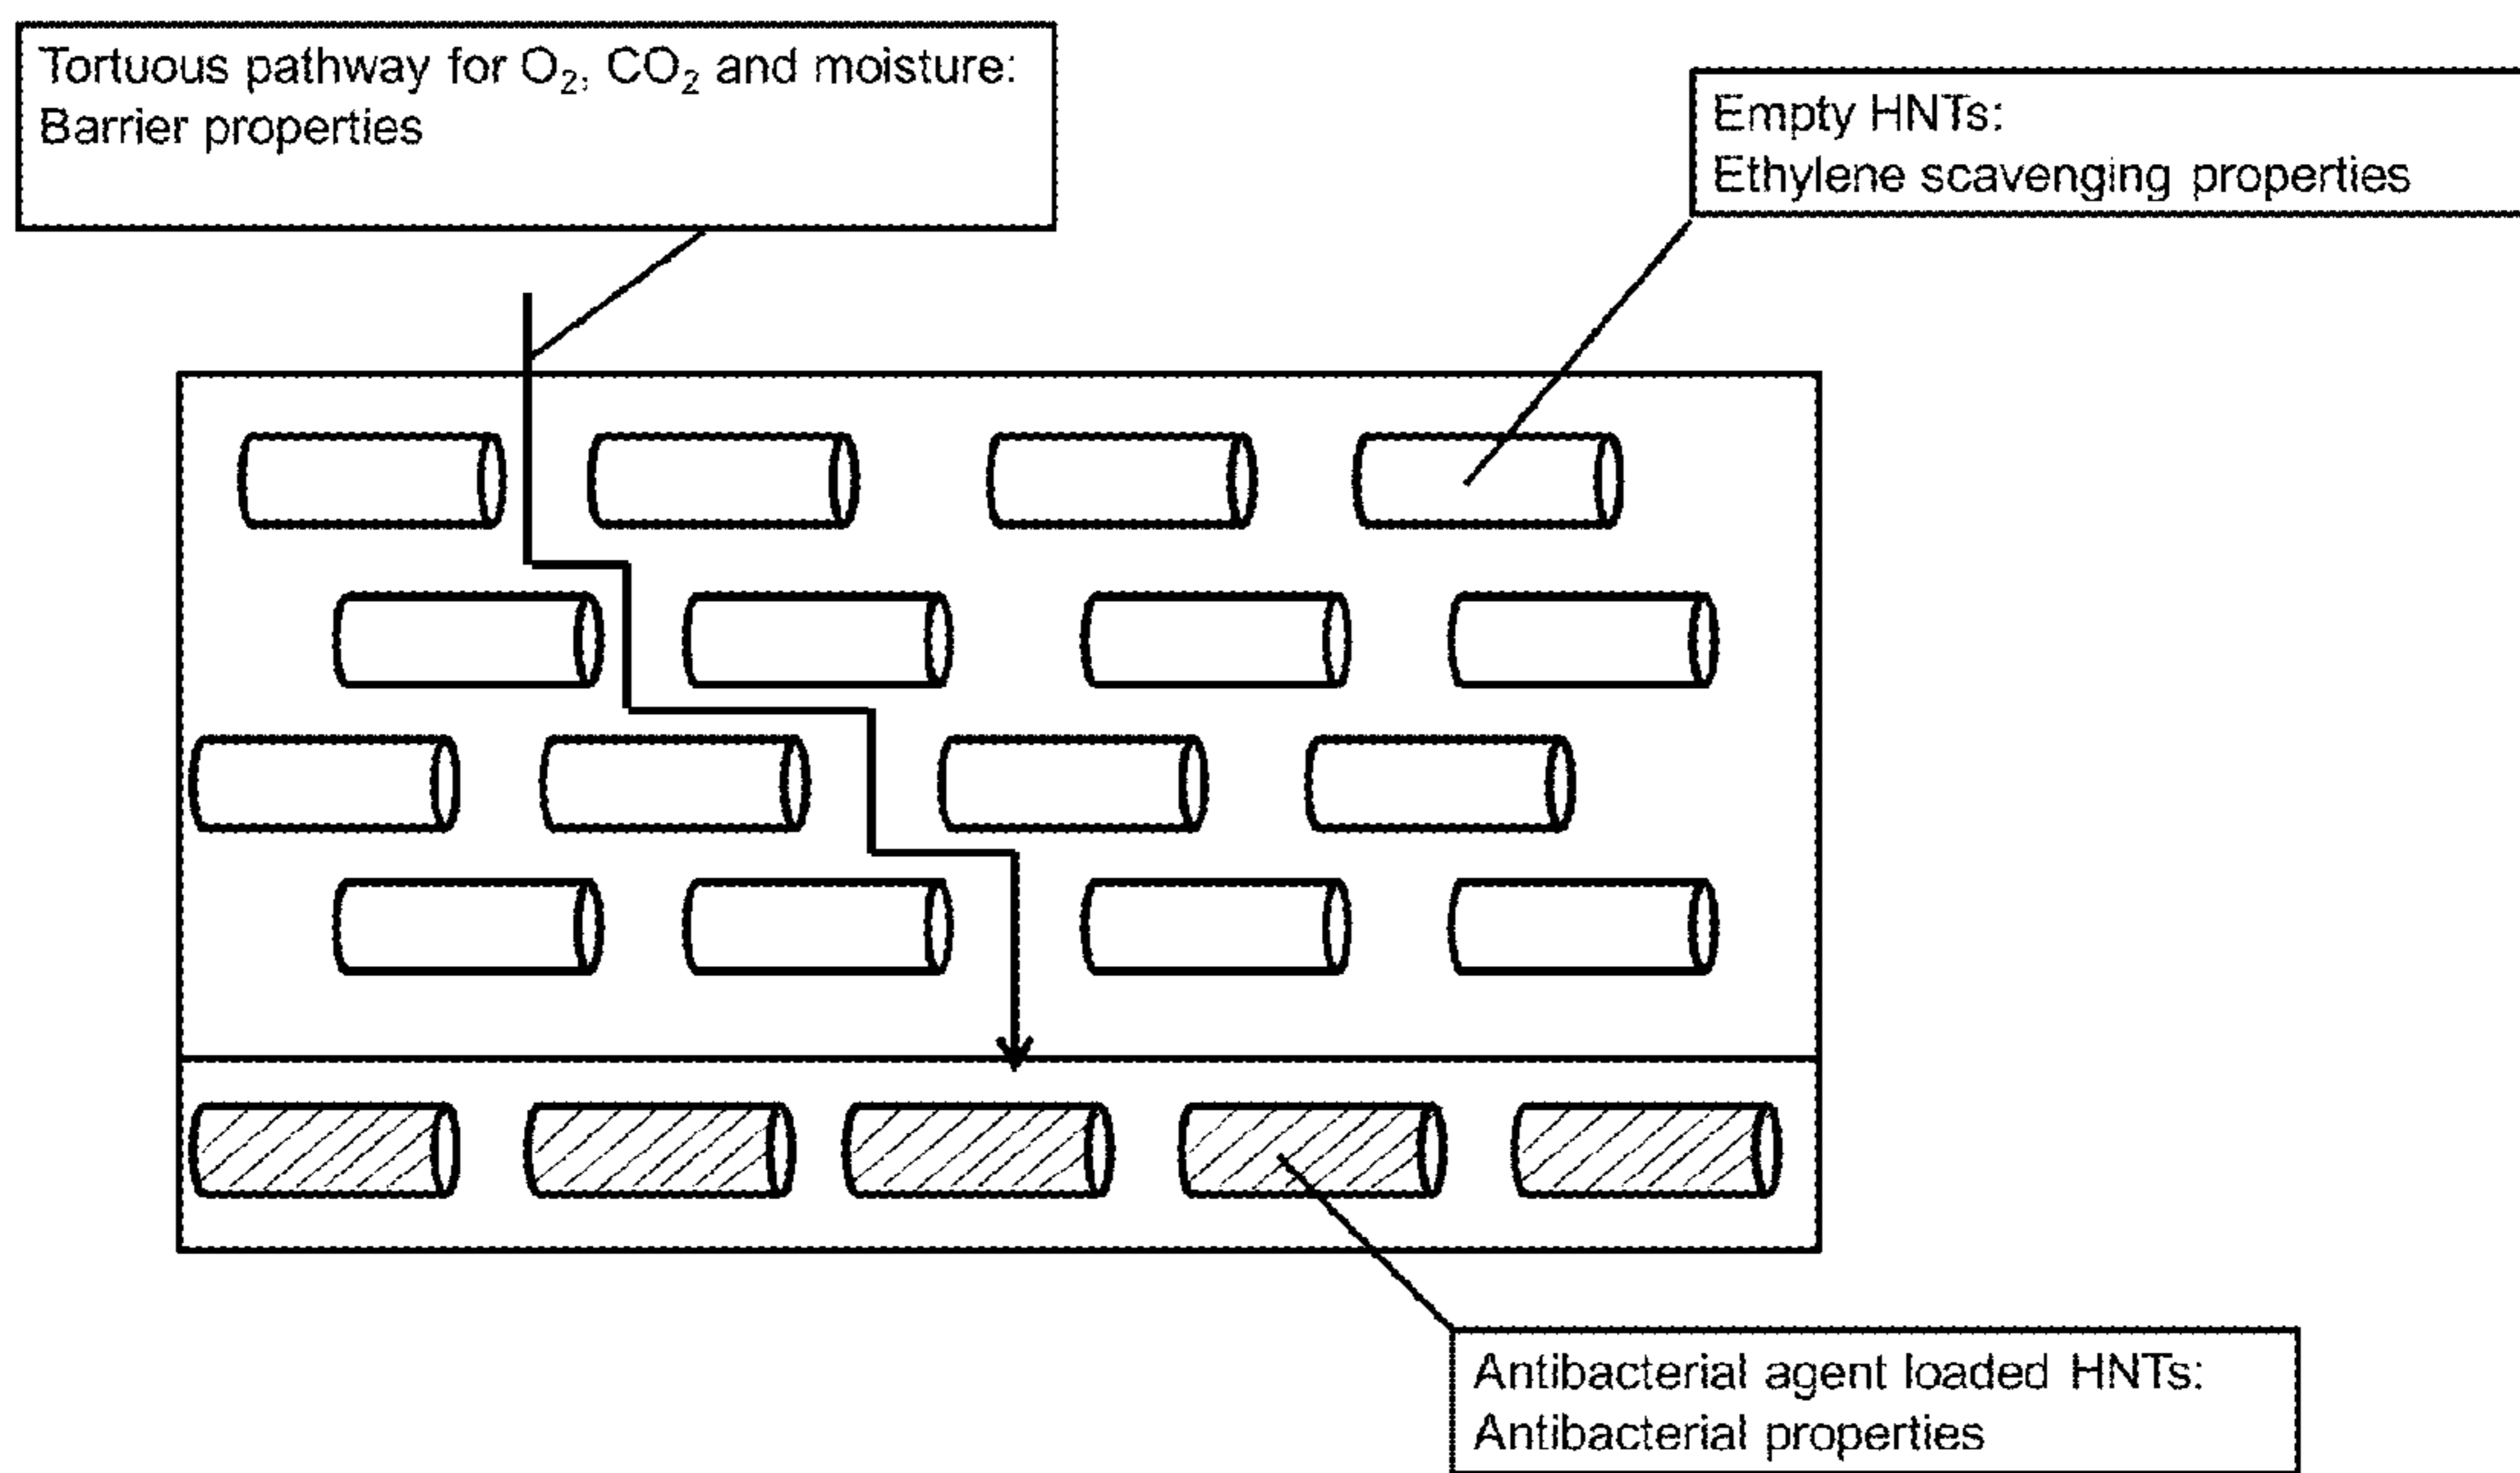 Tortuous pathway for O₂, CO₂ and moisture:
Barrier properties
Empty HNTs:
Ethylene scavenging properties
Antibacterial agent loaded HNTs:
Antibacterial properties